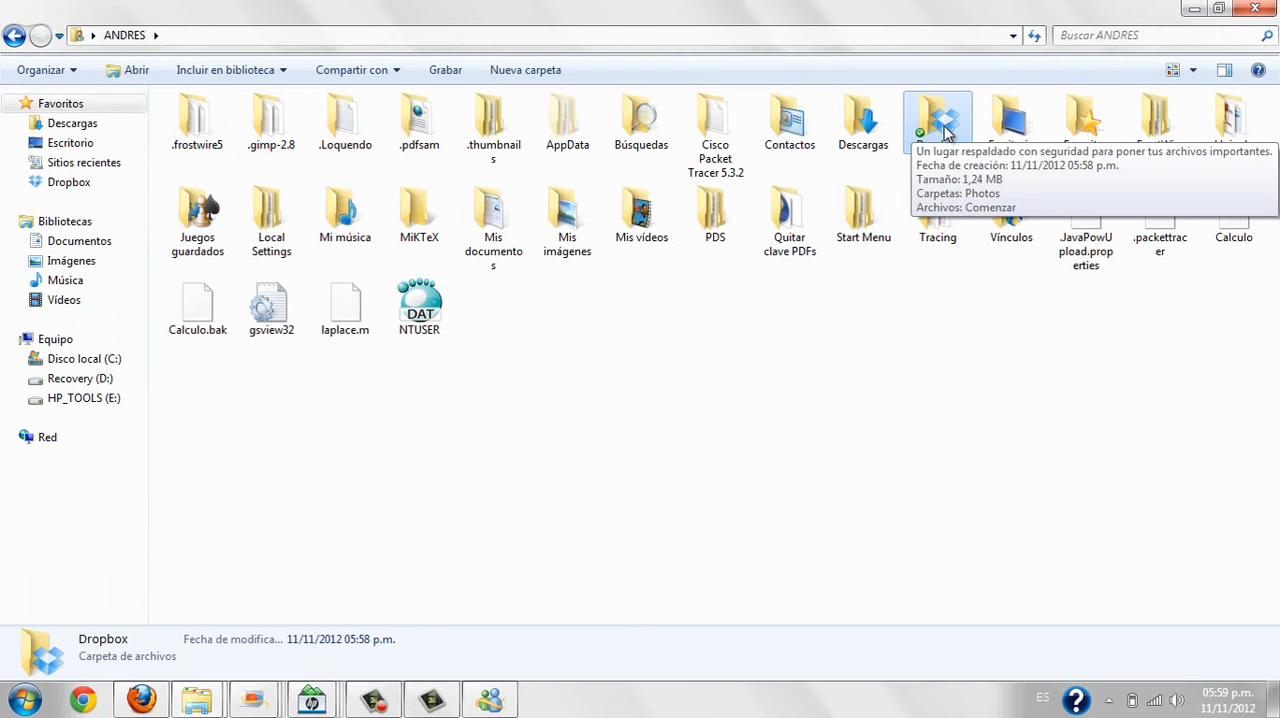 ANDRES
Buscar ANDRES
Organizar
Abrir
Incluir en biblioteca
Compartir con
Grabar
Nueva carpeta
Favoritos
Descargas
Escritorio
Sitios recientes
Dropbox
Bibliotecas
Documentos
Imágenes
Música
Vídeos
Equipo
Disco local (C:)
Recovery (D:)
HP_TOOLS (E:)
Red
.frostwire5
.gimp-2.8
.Loquendo
.pdfsam
.thumbnail
s
AppData
Búsquedas
Cisco
Packet
Tracer 5.3.2
Contactos
Descargas
Un lugar respaldado con seguridad para poner tus archivos importantes.
Fecha de creación: 11/11/2012 05:58 p.m.
Tamaño: 1,24 MB
Carpetas: Photos
Archivos: Comenzar
Juegos
guardados
Local
Settings
Mi música
MiKTeX
Mis
documento
s
Mis
imágenes
Mis vídeos
PDS
Quitar
clave PDFs
Start Menu
Tracing
Vínculos
.JavaPowU
pload.prop
erties
.packettrac
er
Calculo
Calculo.bak
gsview32
laplace.m
DAT
NTUSER
Dropbox
Fecha de modifica... 11/11/2012 05:58 p.m.
Carpeta de archivos
ES
05:59 p.m.
11/11/2012